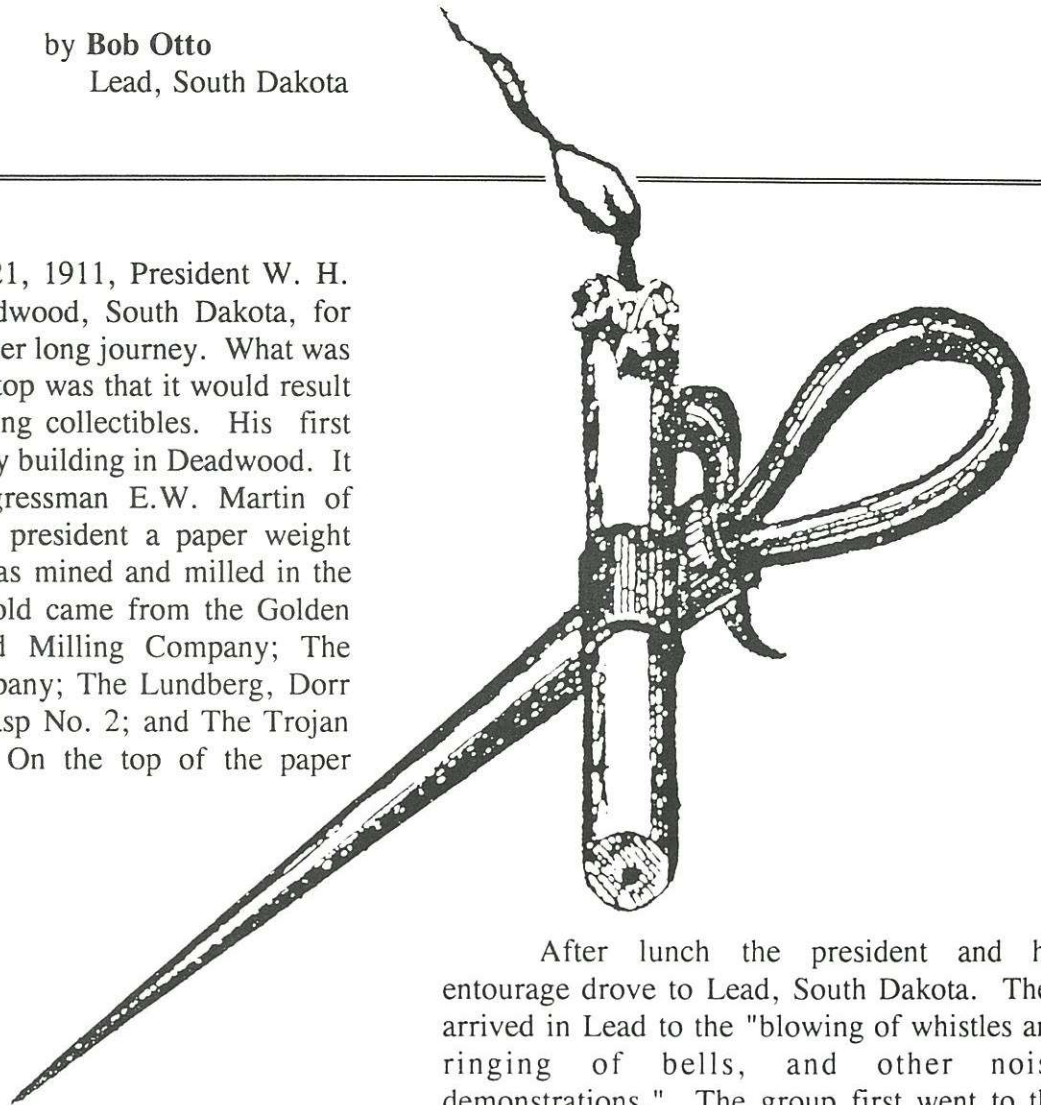 by Bob Otto
Lead, South Dakota
21, 1911, President W. H.
dwood, South Dakota, for
er long journey. What was
top was that it would result
ng collectibles. His first
y building in Deadwood. It
gressman E.W. Martin of
president a paper weight
as mined and milled in the
old came from the Golden
d Milling Company; The
pany; The Lundberg, Dorr
asp No. 2; and The Trojan
On the top of the paper
After lunch the president and h
entourage drove to Lead, South Dakota. The
arrived in Lead to the "blowing of whistles an
ringing of bells, and other nois
demonstrations." The group first went to th